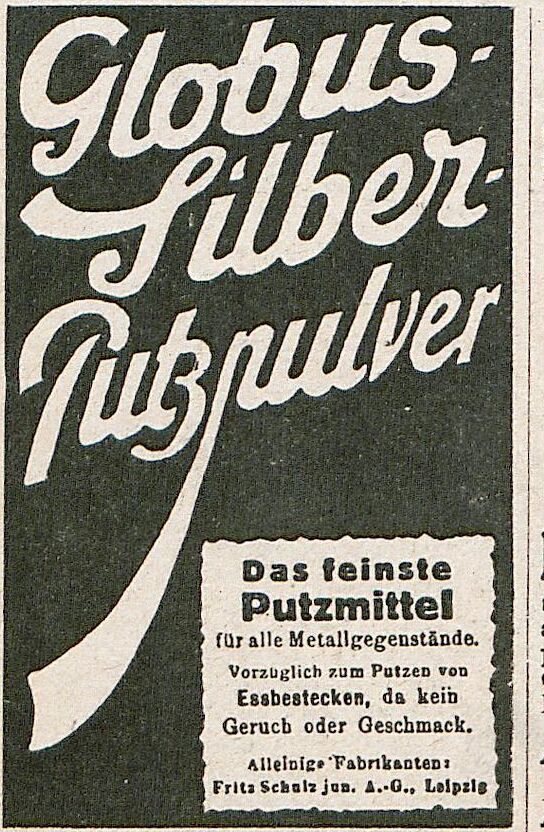 Globus-
Silber-
Putzpulver
Das feinste
Putzmittel
für alle Metallgegenstände.
Vorzüglich zum Putzen von
Essbestecken, da kein
Geruch oder Geschmack.
Alleinige Fabrikanten:
Fritz Schulz jun. A.-G., Leipzig